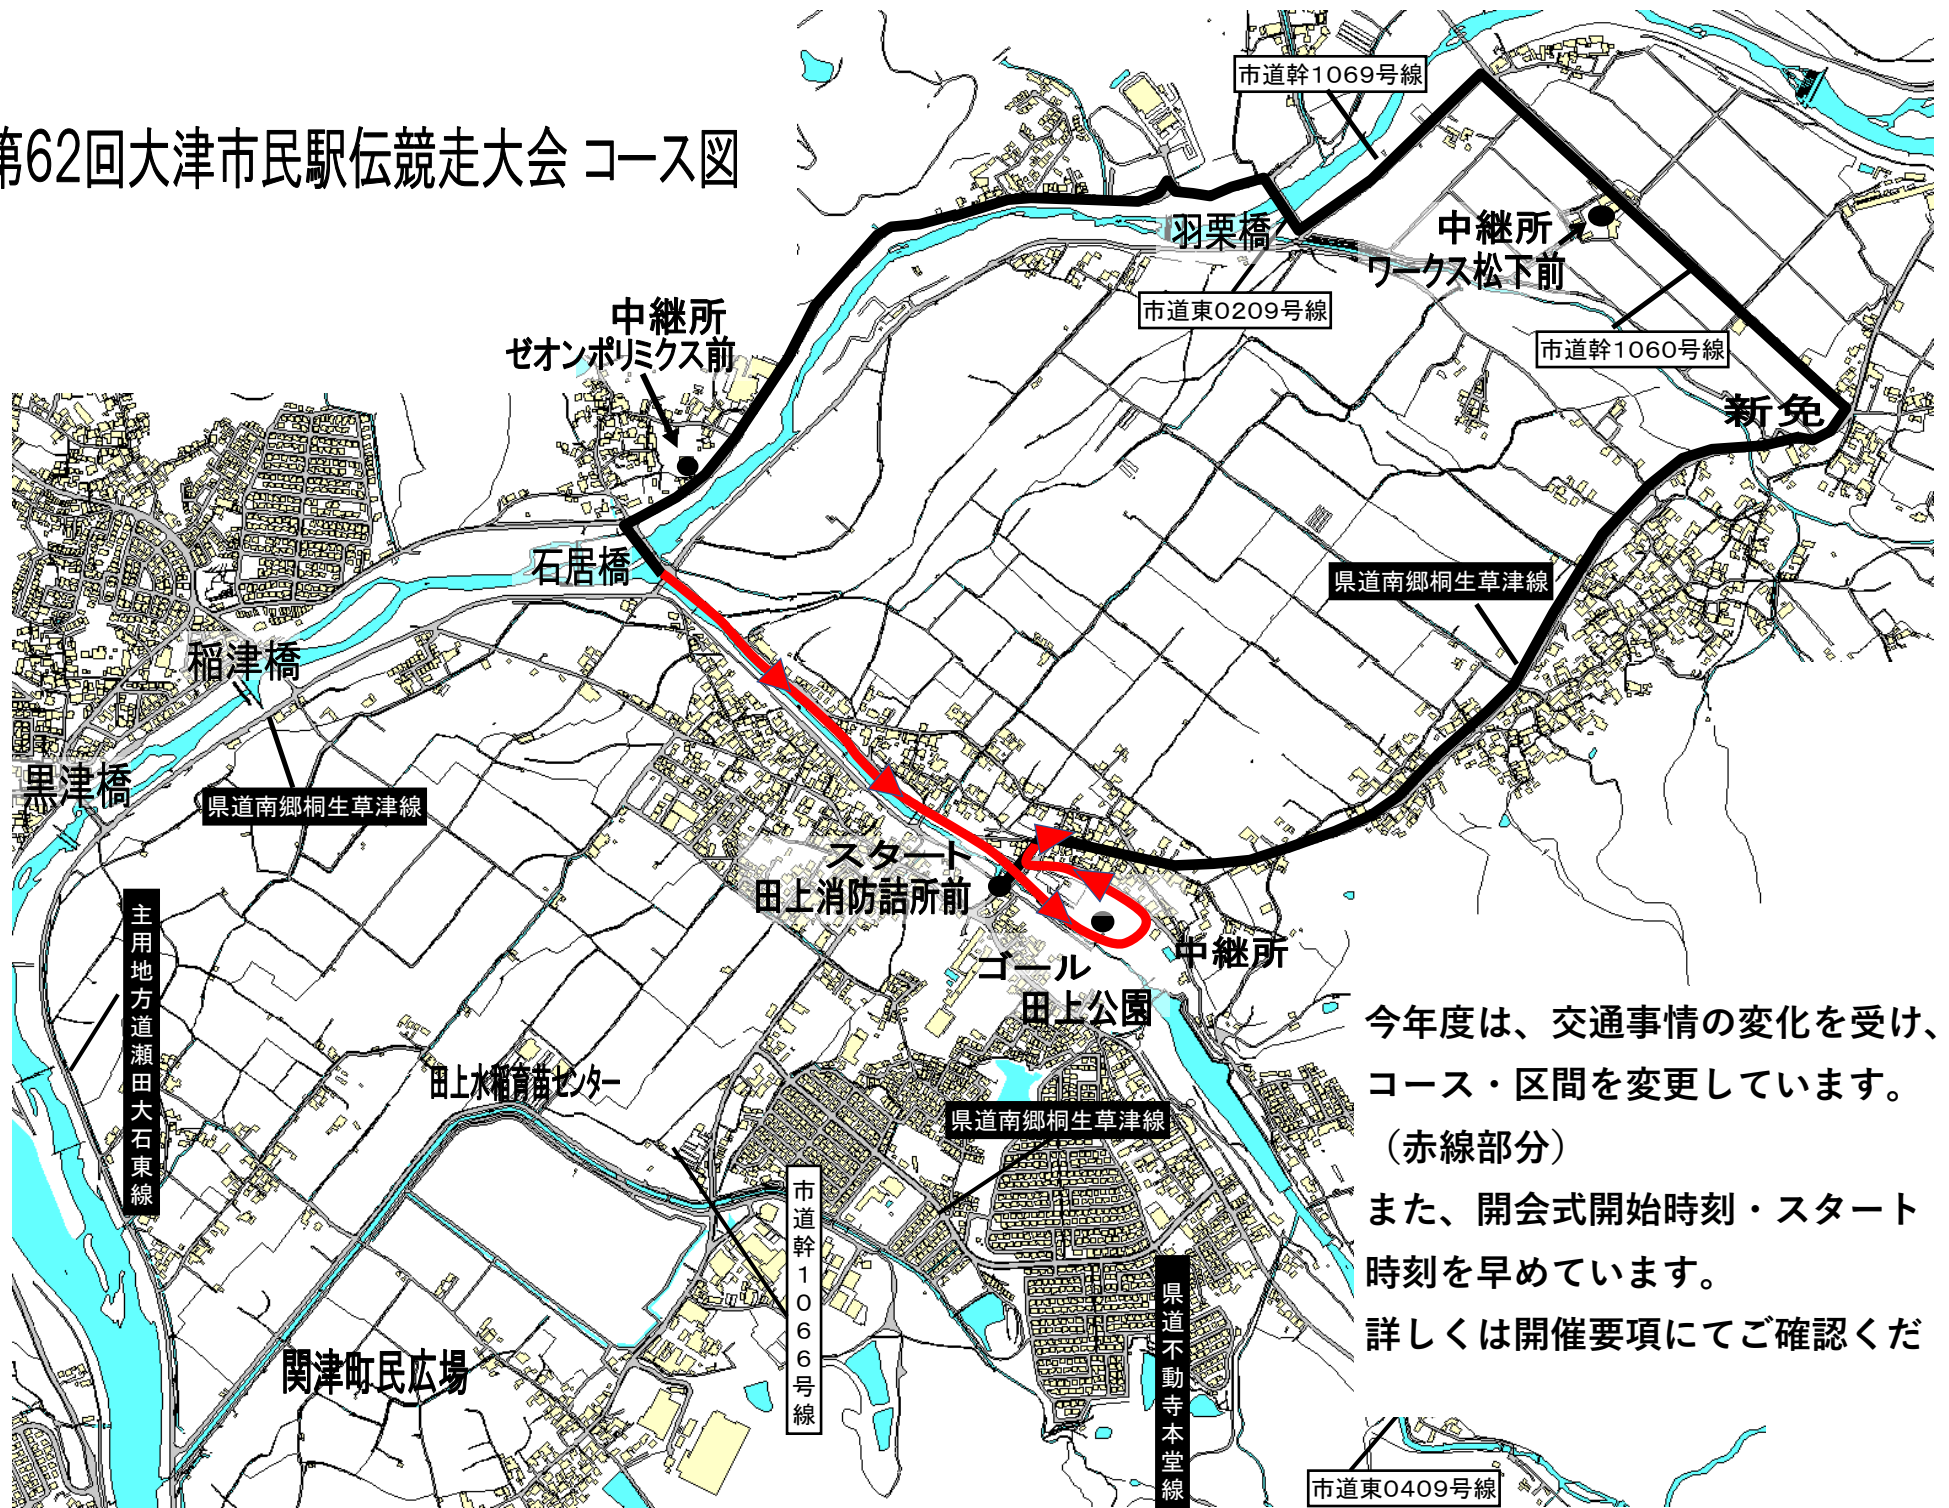 第62回大津市民駅伝競走大会 コース図
市道幹1069号線
羽栗橋
中継所
ワークス松下前
市道東0209号線
市道幹1060号線
中継所
ゼオンポリミクス前
新免
石居橋
県道南郷桐生草津線
稲津橋
黒津橋
県道南郷桐生草津線
スタート
田上消防詰所前
中継所
ゴール
田上公園
主用地方道瀬田大石東線
田上水稲育苗センター
県道南郷桐生草津線
市道幹1066号線
県道不動寺本堂線
関津町民広場
今年度は、交通事情の変化を受け、
コース・区間を変更しています。
（赤線部分）
また、開会式開始時刻・スタート
時刻を早めています。
詳しくは開催要項にてご確認くだ
市道東0409号線